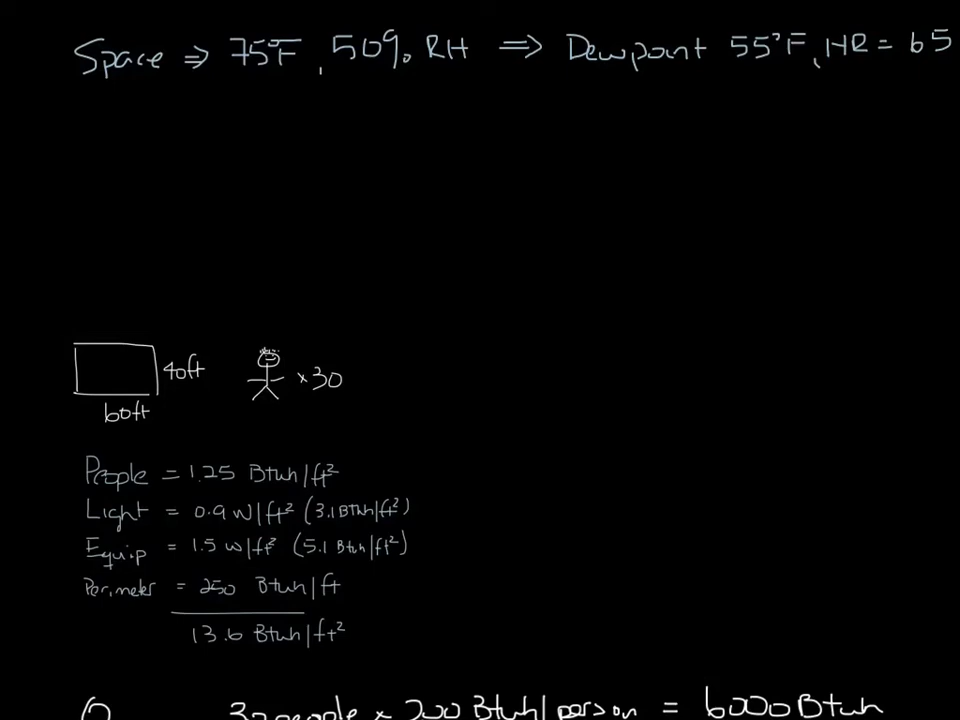 Space ⇒ 75°F, 50% RH ⇒ Dewpoint 55°F, HR = 65
40ft
x30
60ft
People = 1.25 Btuh/ft²
Light = 0.9 W/ft² (3.1 Btuh/ft²)
Equip = 1.5 W/ft² (5.1 Btuh/ft²)
Perimeter = 250 Btuh/ft
13.6 Btuh/ft²
30 people x 200 Btuh/person = 6000 Btuh